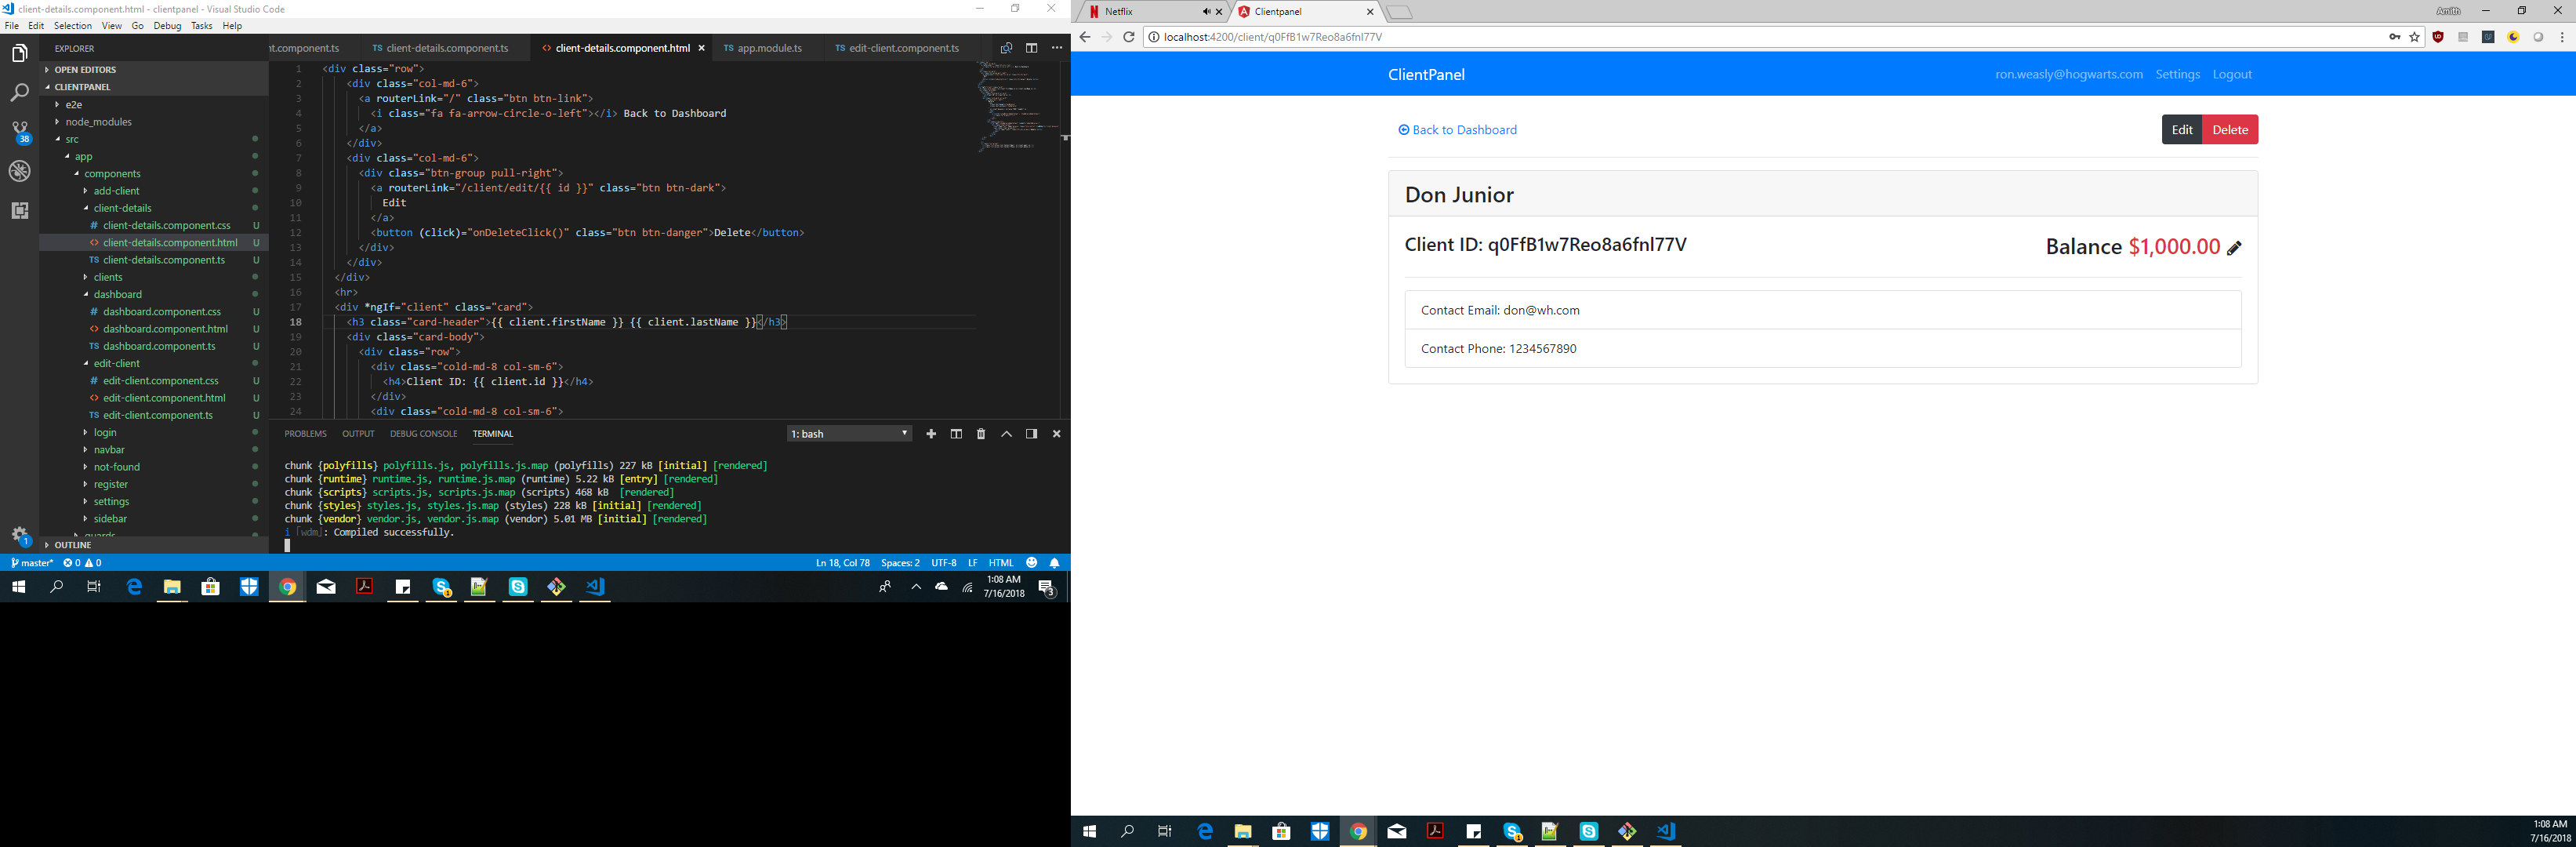 client-details.component.html - clientpanel - Visual Studio Code
File Edit Selection View Go Debug Tasks Help
EXPLORER
OPEN EDITORS
CLIENTPANEL
e2e
node_modules
src
app
components
add-client
client-details
# client-details.component.css U
<> client-details.component.html U
TS client-details.component.ts U
clients
dashboard
# dashboard.component.css U
<> dashboard.component.html U
TS dashboard.component.ts U
edit-client
# edit-client.component.css U
<> edit-client.component.html U
TS edit-client.component.ts U
login
navbar
not-found
register
settings
sidebar
guards
OUTLINE
38
1
nt.component.ts TS client-details.component.ts <> client-details.component.html × TS app.module.ts TS edit-client.component.ts
1 <div class="row">
2 <div class="col-md-6">
3 <a routerLink="/" class="btn btn-link">
4 <i class="fa fa-arrow-circle-o-left"></i> Back to Dashboard
5 </a>
6 </div>
7 <div class="col-md-6">
8 <div class="btn-group pull-right">
9 <a routerLink="/client/edit/{{ id }}" class="btn btn-dark">
10 Edit
11 </a>
12 <button (click)="onDeleteClick()" class="btn btn-danger">Delete</button>
13 </div>
14 </div>
15 </div>
16 <hr>
17 <div *ngIf="client" class="card">
18 <h3 class="card-header">{{ client.firstName }} {{ client.lastName }}</h3>
19 <div class="card-body">
20 <div class="row">
21 <div class="cold-md-8 col-sm-6">
22 <h4>Client ID: {{ client.id }}</h4>
23 </div>
24 <div class="cold-md-8 col-sm-6">
PROBLEMS OUTPUT DEBUG CONSOLE TERMINAL 1: bash
chunk {polyfills} polyfills.js, polyfills.js.map (polyfills) 227 kB [initial] [rendered]
chunk {runtime} runtime.js, runtime.js.map (runtime) 5.22 kB [entry] [rendered]
chunk {scripts} scripts.js, scripts.js.map (scripts) 468 kB [rendered]
chunk {styles} styles.js, styles.js.map (styles) 228 kB [initial] [rendered]
chunk {vendor} vendor.js, vendor.js.map (vendor) 5.01 MB [initial] [rendered]
i ｢wdm｣: Compiled successfully.
master* 0 0 Ln 18, Col 78 Spaces: 2 UTF-8 LF HTML
1:08 AM
7/16/2018
3
Netflix Clientpanel Amith
localhost:4200/client/q0FfB1w7Reo8a6fnl77V
ClientPanel ron.weasly@hogwarts.com Settings Logout
Back to Dashboard Edit Delete
Don Junior
Client ID: q0FfB1w7Reo8a6fnl77V Balance $1,000.00
Contact Email: don@wh.com
Contact Phone: 1234567890
1:08 AM
7/16/2018